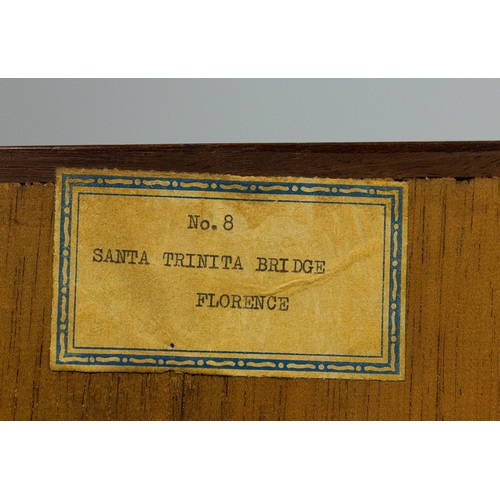 No. 8
SANTA TRINITA BRIDGE
FLORENCE